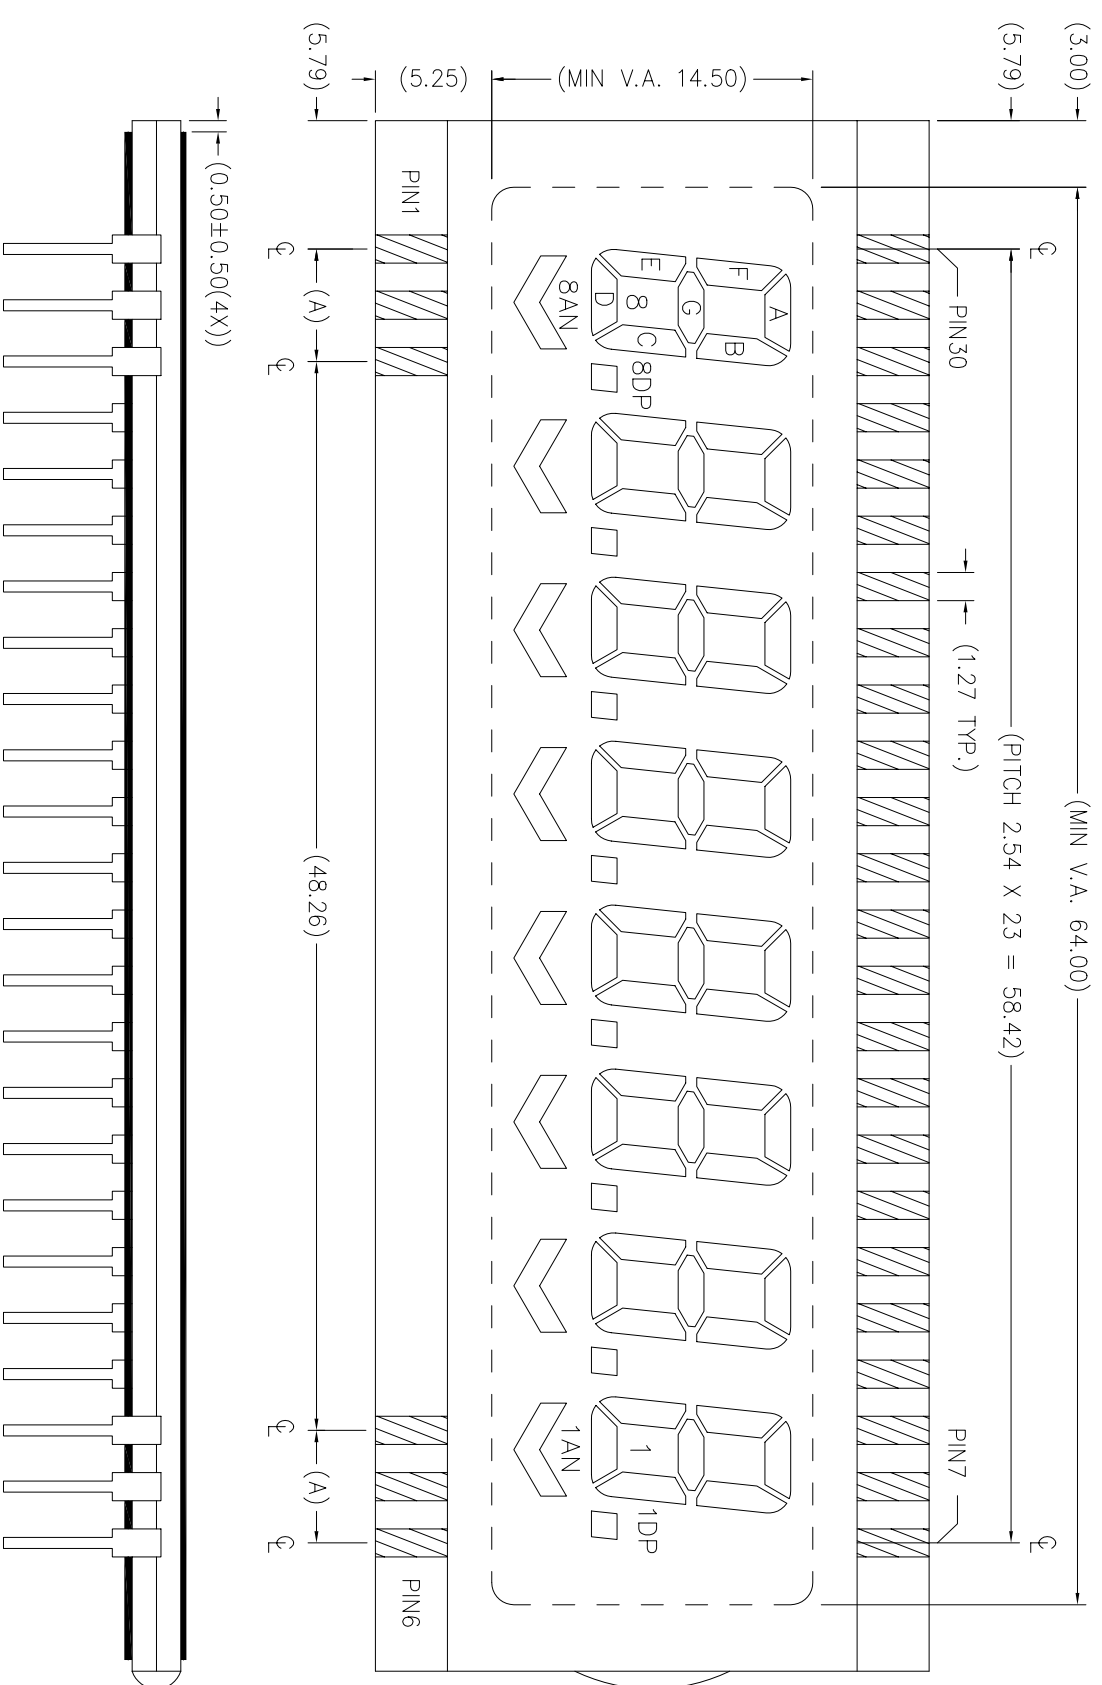 (3.00)
(MIN V.A. 64.00)
(5.79)
(PITCH 2.54 X 23 = 58.42)
℄
℄
PIN30
(1.27 TYP.)
PIN7
(MIN V.A. 14.50)
A
F
B
G
E
8
C
D
8DP
8AN
1
1DP
1AN
(5.25)
PIN1
PIN6
(5.79)
(A)
(48.26)
(A)
℄
℄
℄
℄
(0.50±0.50(4X))